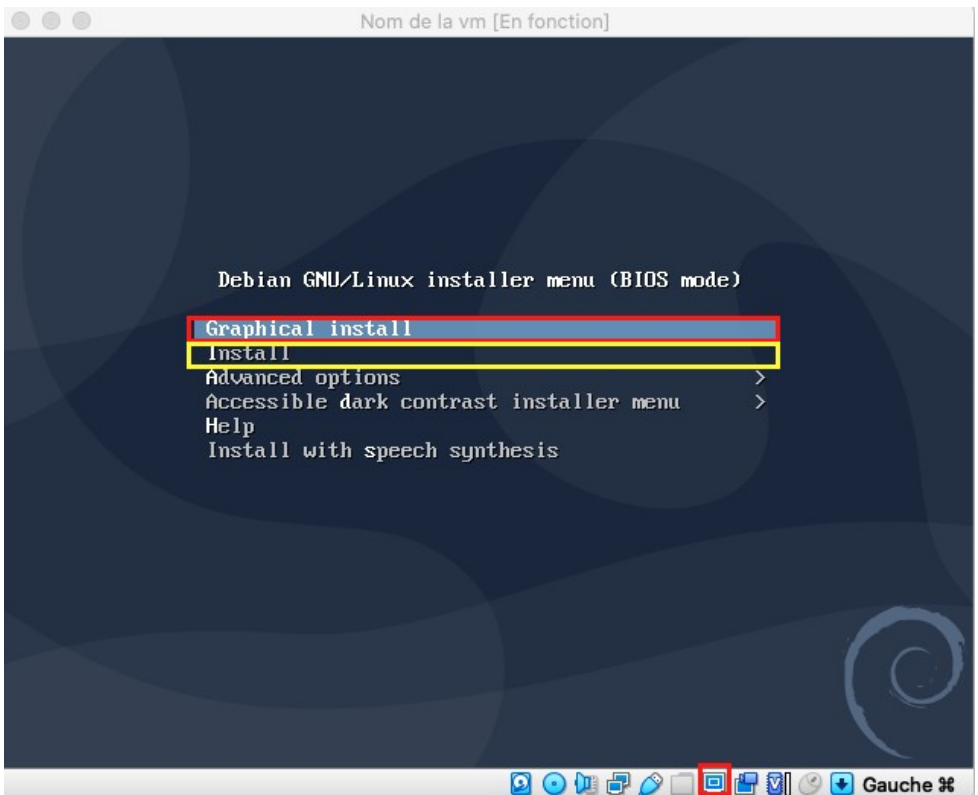 Nom de la vm [En fonction]
Debian GNU/Linux installer menu (BIOS mode)
Graphical install
Install
Advanced options >
Accessible dark contrast installer menu >
Help
Install with speech synthesis
Gauche ⌘